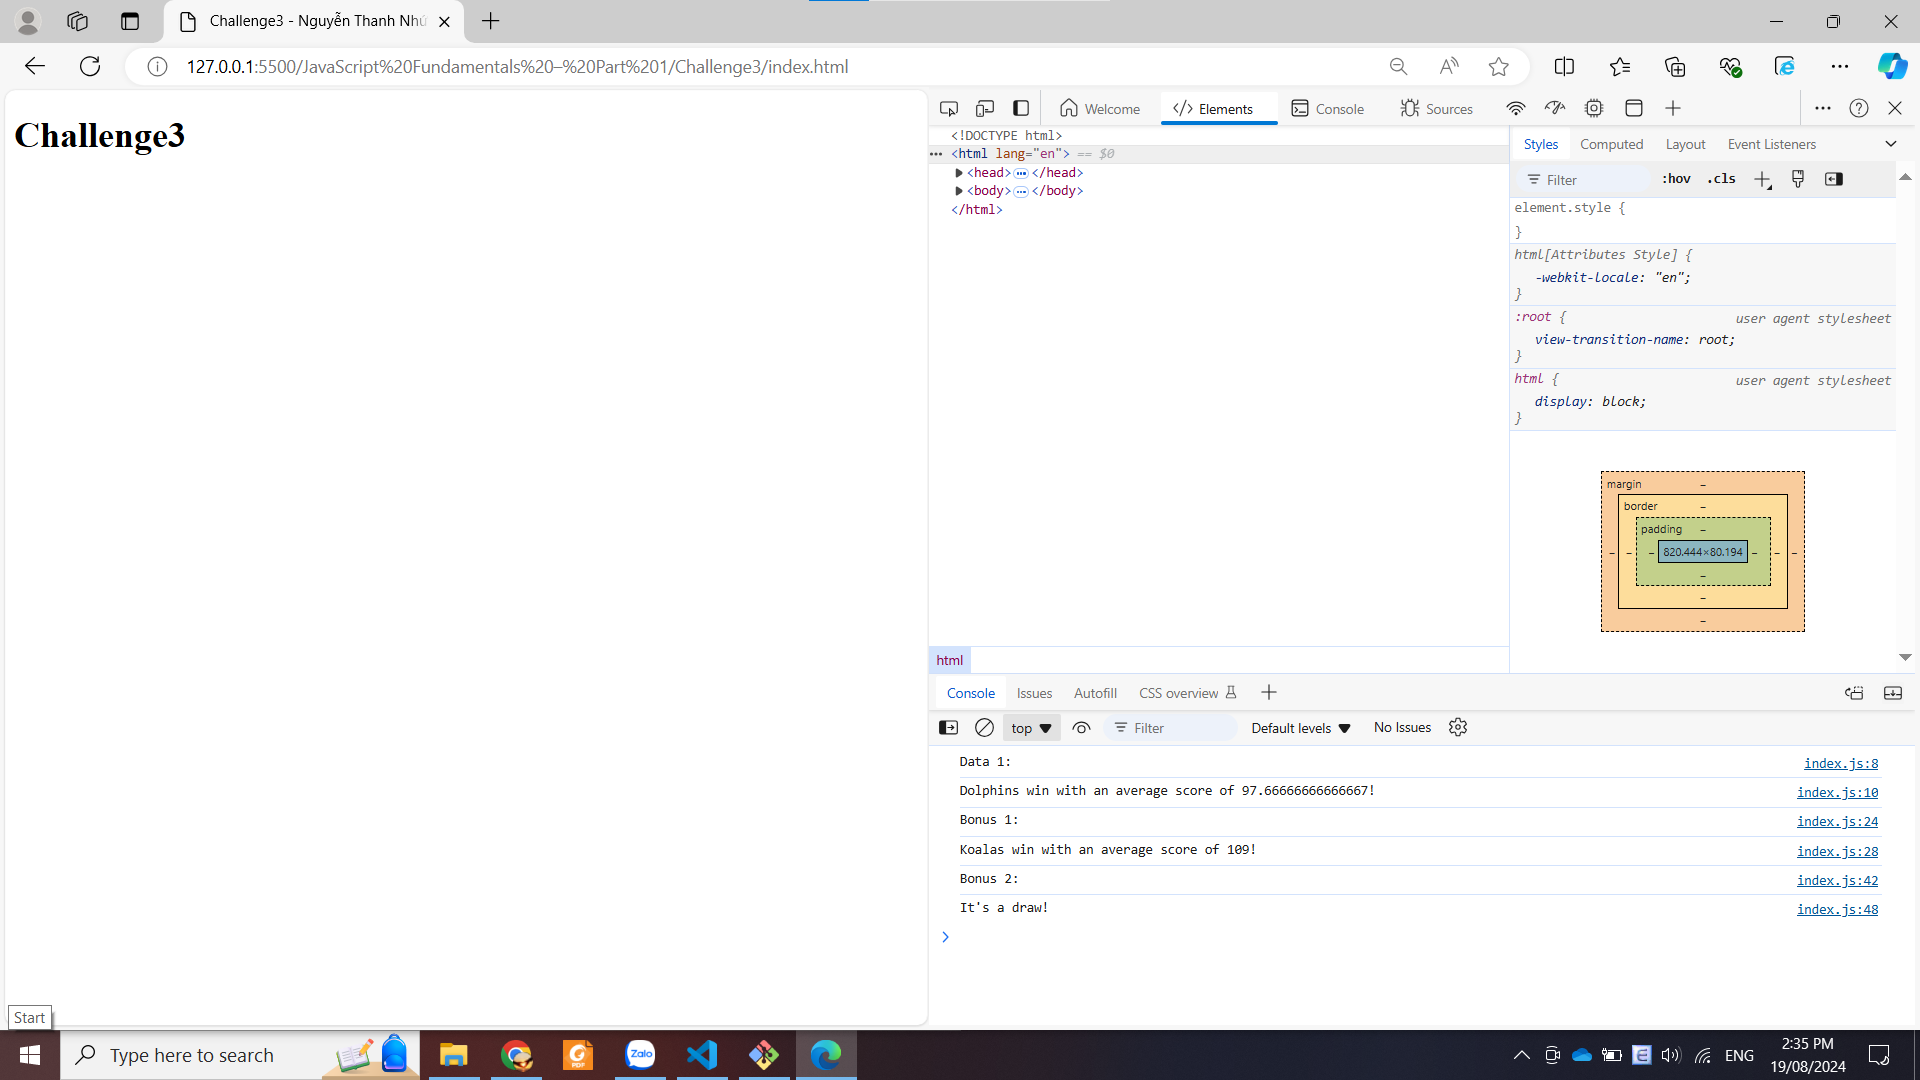 Challenge3 - Nguyễn Thanh Nhú
127.0.0.1:5500/JavaScript%20Fundamentals%20–%20Part%201/Challenge3/index.html
Challenge3
Welcome
Elements
Console
Sources
<!DOCTYPE html>
<html lang="en"> == $0
<head>…</head>
<body>…</body>
</html>
html
Styles
Computed
Layout
Event Listeners
Filter
:hov
.cls
element.style {
}
html[Attributes Style] {
-webkit-locale: "en";
}
:root {
user agent stylesheet
view-transition-name: root;
}
html {
user agent stylesheet
display: block;
}
margin
–
border
–
padding
–
– – – 820.444×80.194 – – –
–
–
–
Console
Issues
Autofill
CSS overview
top
Filter
Default levels
No Issues
Data 1:
index.js:8
Dolphins win with an average score of 97.66666666666667!
index.js:10
Bonus 1:
index.js:24
Koalas win with an average score of 109!
index.js:28
Bonus 2:
index.js:42
It's a draw!
index.js:48
Start
Type here to search
PDF
Zalo
ENG
2:35 PM
19/08/2024